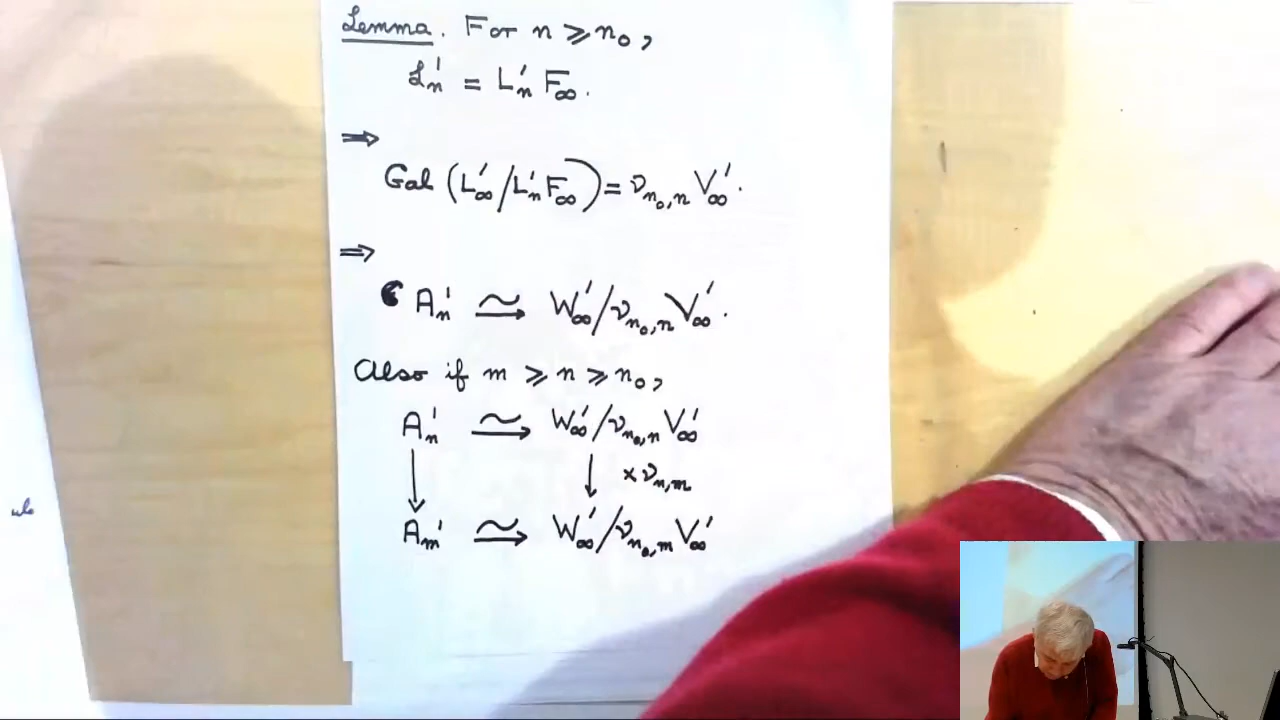 Lemma. For n ⩾ n₀,
ℒ'ₙ = L'ₙ F∞.
⇒
Gal (L'∞/L'ₙF∞) = ν_{n₀,n} V'∞.
⇒
A'ₙ ⥲ W'∞/ν_{n₀,n} V'∞.
Also if m ⩾ n ⩾ n₀,
A'ₙ ⥲ W'∞/ν_{n₀,n} V'∞
↓ ↓ × ν_{n,m}
A'ₘ ⥲ W'∞/ν_{n₀,m} V'∞